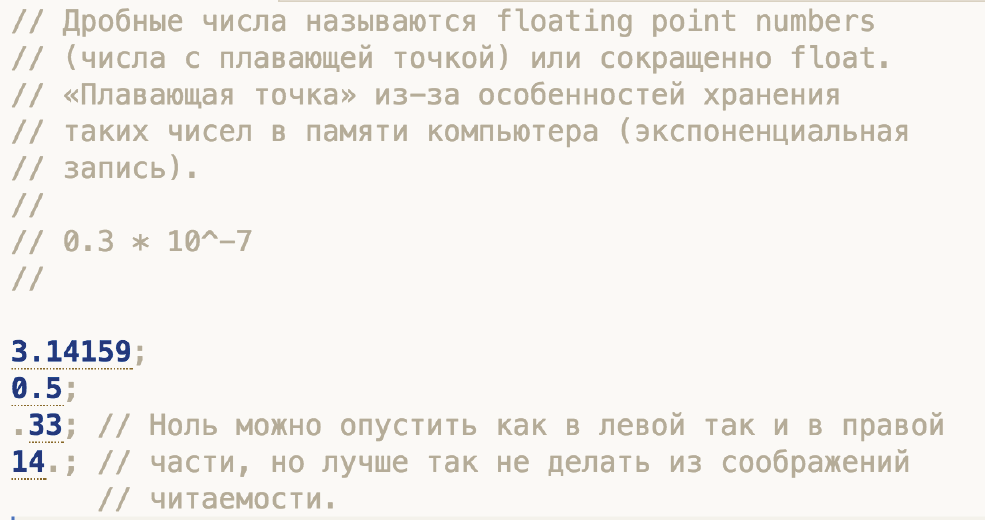 // Дробные числа называются floating point numbers
// (числа с плавающей точкой) или сокращенно float.
// «Плавающая точка» из-за особенностей хранения
// таких чисел в памяти компьютера (экспоненциальная
// запись).
//
// 0.3 * 10^-7
//
3.14159;
0.5;
.33; // Ноль можно опустить как в левой так и в правой
14.; // части, но лучше так не делать из соображений
// читаемости.